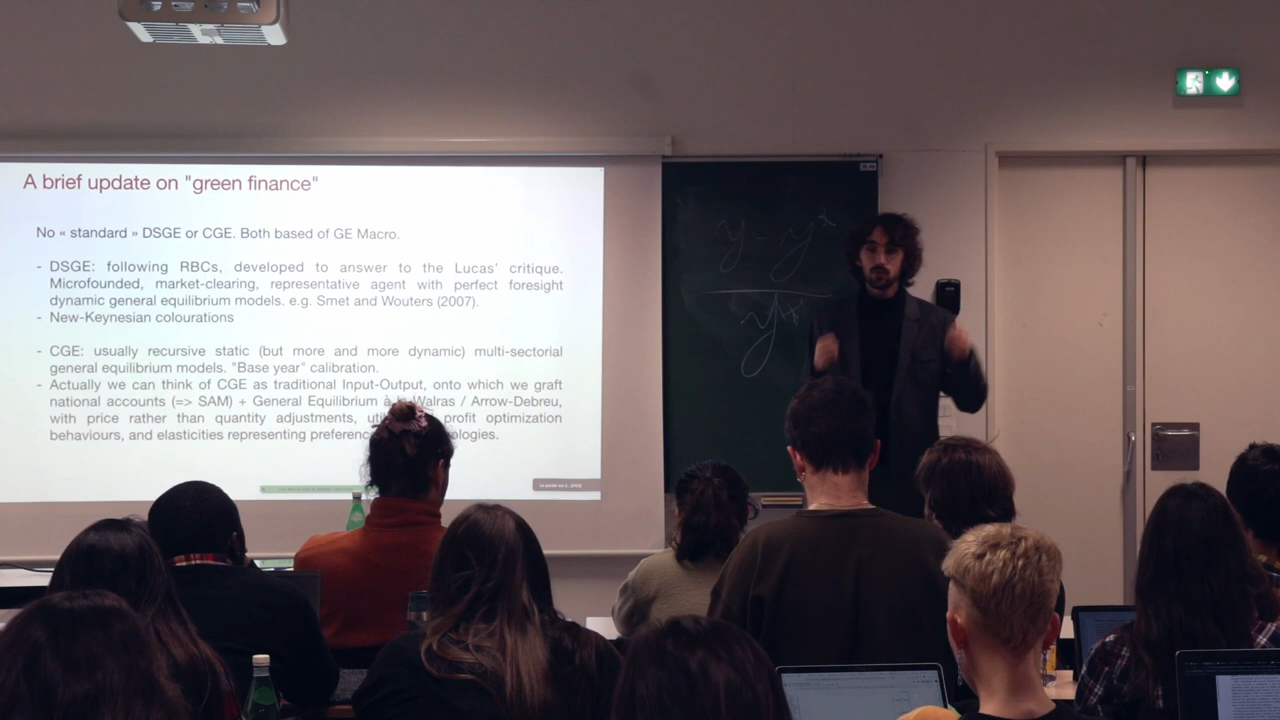 A brief update on "green finance"
No « standard » DSGE or CGE. Both based of GE Macro.
- DSGE: following RBCs, developed to answer to the Lucas' critique.
Microfounded, market-clearing, representative agent with perfect foresight
dynamic general equilibrium models. e.g. Smet and Wouters (2007).
- New-Keynesian colourations
- CGE: usually recursive static (but more and more dynamic) multi-sectorial
general equilibrium models. "Base year" calibration.
- Actually we can think of CGE as traditional Input-Output, onto which we graft
national accounts (=> SAM) + General Equilibrium à Walras / Arrow-Debreu,
with price rather than quantity adjustments, profit optimization
behaviours, and elasticities representing
y - y*
y*